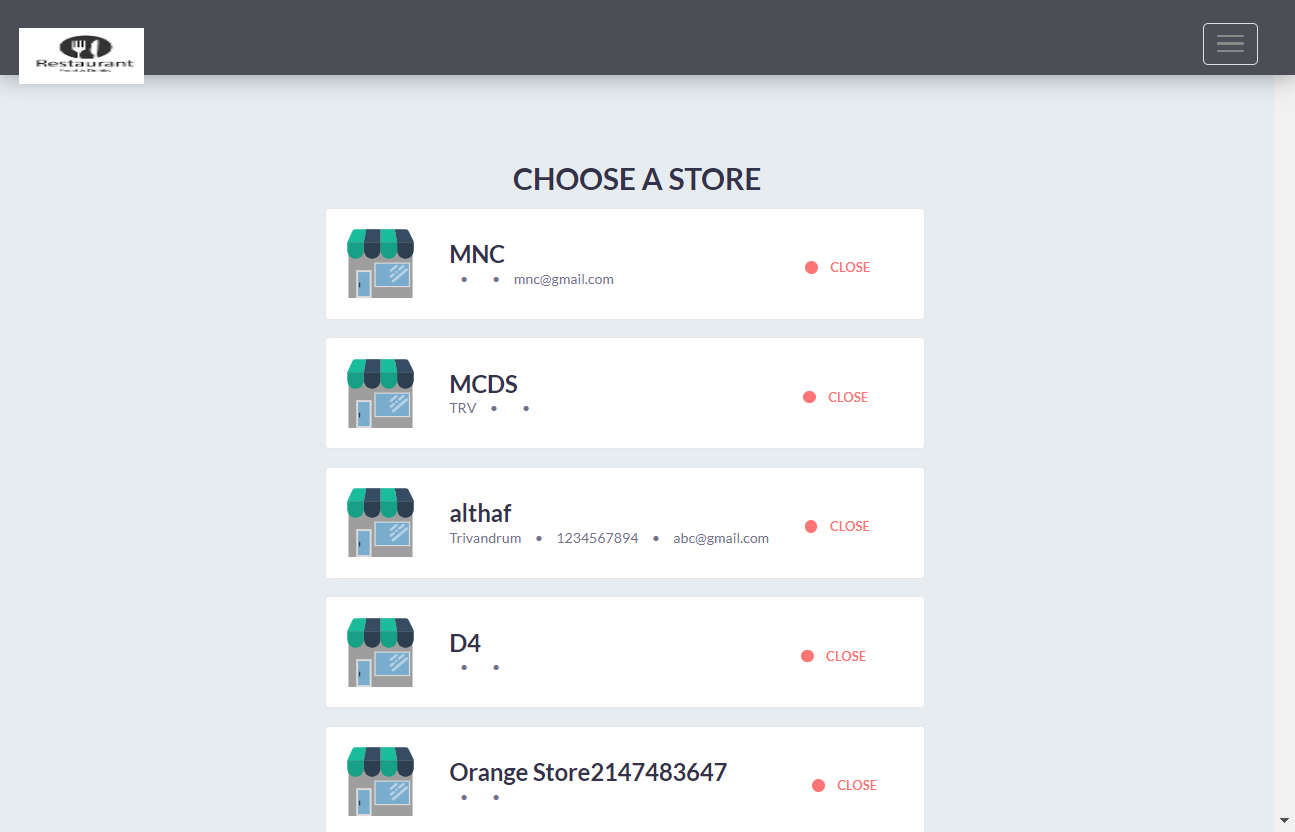 Restaurant
CHOOSE A STORE
MNC
• • mnc@gmail.com
CLOSE
MCDS
TRV • •
CLOSE
althaf
Trivandrum • 1234567894 • abc@gmail.com
CLOSE
D4
• •
CLOSE
Orange Store2147483647
• •
CLOSE